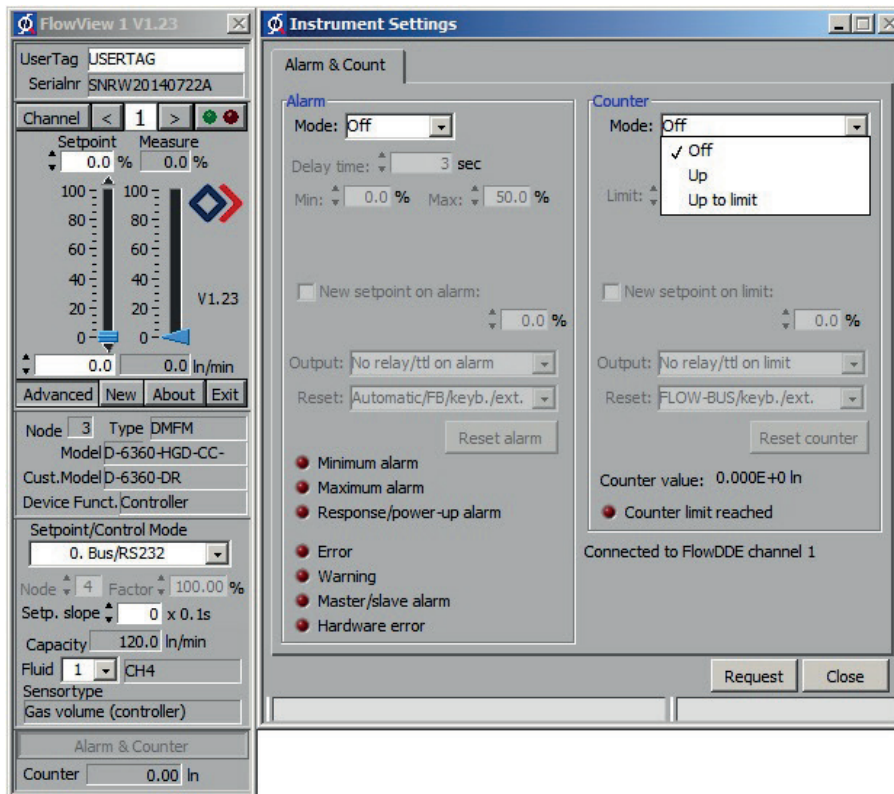 FlowView 1 V1.23
UserTag USERTAG
Serialnr SNRW20140722A
Channel < 1 >
Setpoint Measure
0.0 % 0.0 %
100 100
80 80
60 60
40 40
20 20
0 0
V1.23
0.0 0.0 ln/min
Advanced New About Exit
Node 3 Type DMFM
Model D-6360-HGD-CC-
Cust.Model D-6360-DR
Device Funct. Controller
Setpoint/Control Mode
0. Bus/RS232
Node 4 Factor 100.00 %
Setp. slope 0 x 0.1s
Capacity 120.0 ln/min
Fluid 1 CH4
Sensortype
Gas volume (controller)
Alarm & Counter
Counter 0.00 ln
Instrument Settings
Alarm & Count
Alarm
Mode: Off
Delay time: 3 sec
Min: 0.0 % Max: 50.0 %
New setpoint on alarm:
0.0 %
Output: No relay/ttl on alarm
Reset: Automatic/FB/keyb./ext.
Reset alarm
Minimum alarm
Maximum alarm
Response/power-up alarm
Error
Warning
Master/slave alarm
Hardware error
Counter
Mode: Off
✓ Off
Up
Up to limit
Limit:
New setpoint on limit:
0.0 %
Output: No relay/ttl on limit
Reset: FLOW-BUS/keyb./ext.
Reset counter
Counter value: 0.000E+0 ln
Counter limit reached
Connected to FlowDDE channel 1
Request Close